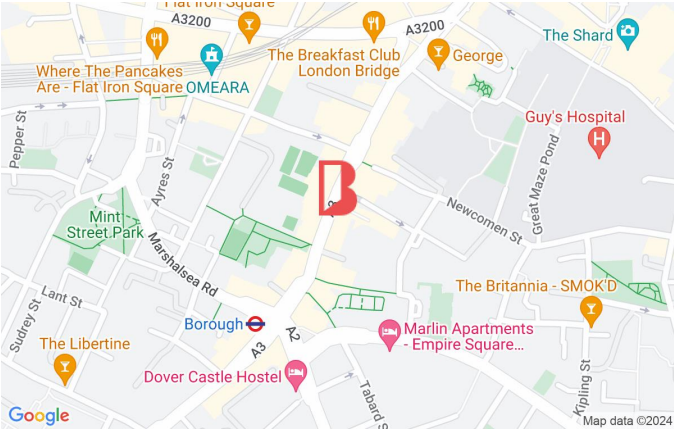 Flat Iron Square
A3200
A3200
The Shard
The Breakfast Club
London Bridge
George
Where The Pancakes
Are - Flat Iron Square
OMEARA
Guy's Hospital
H
Pepper St
Ayres St
B
Great Maze Pond
Newcomen St
Mint
Street Park
Marshalsea Rd
Lant St
Sudrey St
The Britannia - SMOK'D
Borough
A2
A3
Marlin Apartments
- Empire Square...
The Libertine
Dover Castle Hostel
Tabard S
Kipling St
Google
Map data ©2024